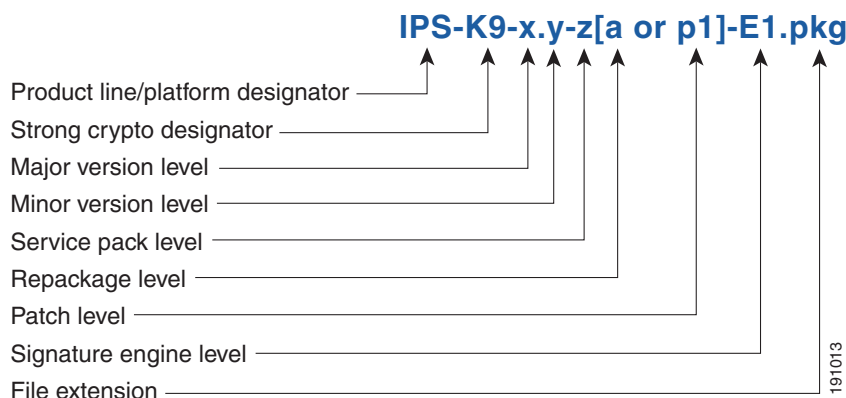 IPS-K9-x.y-z[a or p1]-E1.pkg
Product line/platform designator
Strong crypto designator
Major version level
Minor version level
Service pack level
Repackage level
Patch level
Signature engine level
File extension
191013